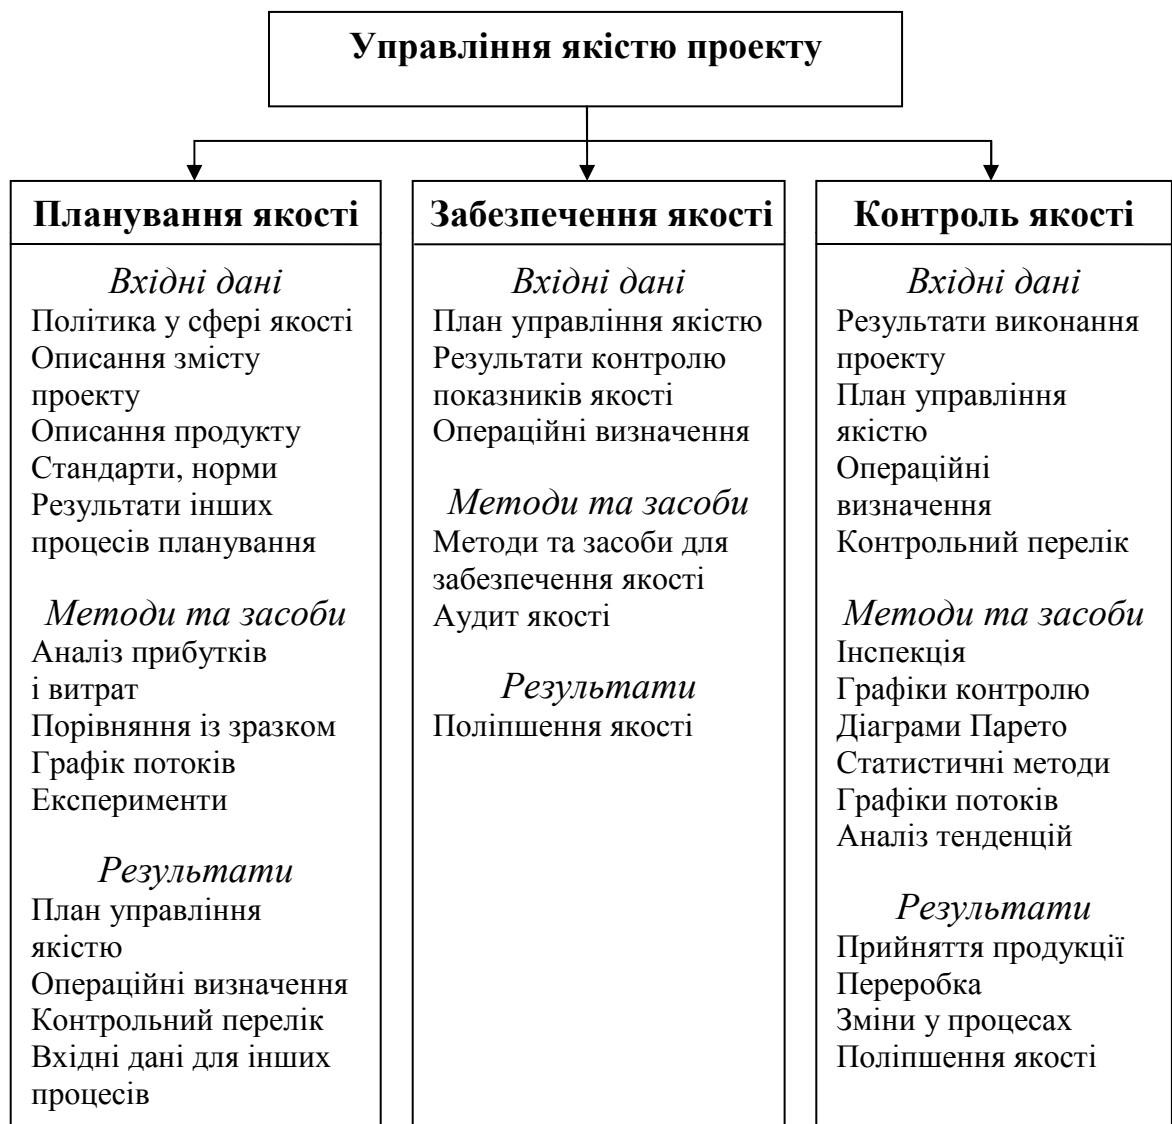 Управління якістю проекту
Планування якості
Вхідні дані
Політика у сфері якості
Описання змісту
проекту
Описання продукту
Стандарти, норми
Результати інших
процесів планування
Методи та засоби
Аналіз прибутків
і витрат
Порівняння із зразком
Графік потоків
Експерименти
Результати
План управління
якістю
Операційні визначення
Контрольний перелік
Вхідні дані для інших
процесів
Забезпечення якості
Вхідні дані
План управління якістю
Результати контролю
показників якості
Операційні визначення
Методи та засоби
Методи та засоби для
забезпечення якості
Аудит якості
Результати
Поліпшення якості
Контроль якості
Вхідні дані
Результати виконання
проекту
План управління
якістю
Операційні
визначення
Контрольний перелік
Методи та засоби
Інспекція
Графіки контролю
Діаграми Парето
Статистичні методи
Графіки потоків
Аналіз тенденцій
Результати
Прийняття продукції
Переробка
Зміни у процесах
Поліпшення якості